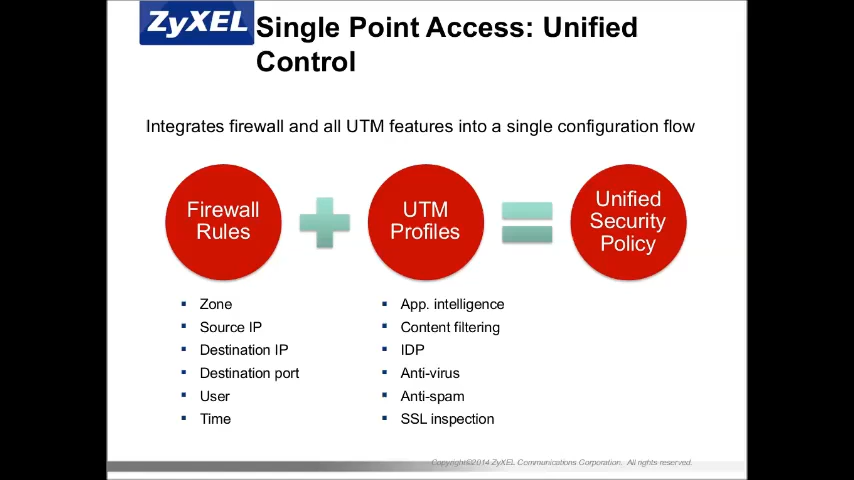 ZyXEL
Single Point Access: Unified
Control
Integrates firewall and all UTM features into a single configuration flow
Firewall
Rules
UTM
Profiles
Unified
Security
Policy
▪ Zone
▪ Source IP
▪ Destination IP
▪ Destination port
▪ User
▪ Time
▪ App. intelligence
▪ Content filtering
▪ IDP
▪ Anti-virus
▪ Anti-spam
▪ SSL inspection
Copyright©2014 ZyXEL Communications Corporation. All rights reserved.